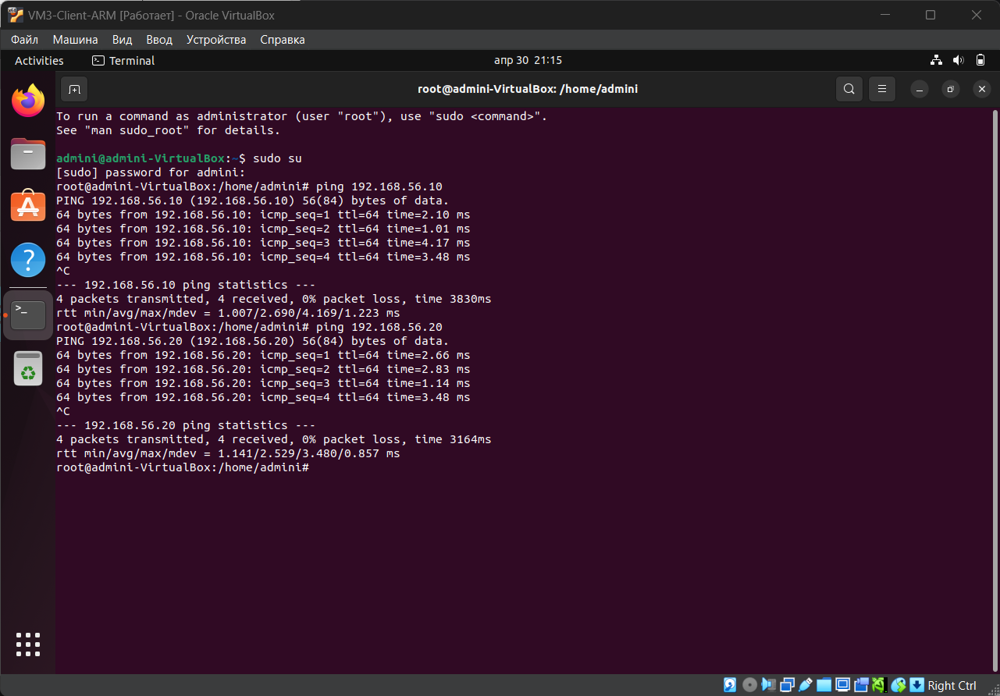 VM3-Client-ARM [Работает] - Oracle VirtualBox
Файл Машина Вид Ввод Устройства Справка
Activities Terminal апр 30 21:15
root@admini-VirtualBox: /home/admini
To run a command as administrator (user "root"), use "sudo <command>".
See "man sudo_root" for details.
admini@admini-VirtualBox:~$ sudo su
[sudo] password for admini:
root@admini-VirtualBox:/home/admini# ping 192.168.56.10
PING 192.168.56.10 (192.168.56.10) 56(84) bytes of data.
64 bytes from 192.168.56.10: icmp_seq=1 ttl=64 time=2.10 ms
64 bytes from 192.168.56.10: icmp_seq=2 ttl=64 time=1.01 ms
64 bytes from 192.168.56.10: icmp_seq=3 ttl=64 time=4.17 ms
64 bytes from 192.168.56.10: icmp_seq=4 ttl=64 time=3.48 ms
^C
--- 192.168.56.10 ping statistics ---
4 packets transmitted, 4 received, 0% packet loss, time 3830ms
rtt min/avg/max/mdev = 1.007/2.690/4.169/1.223 ms
root@admini-VirtualBox:/home/admini# ping 192.168.56.20
PING 192.168.56.20 (192.168.56.20) 56(84) bytes of data.
64 bytes from 192.168.56.20: icmp_seq=1 ttl=64 time=2.66 ms
64 bytes from 192.168.56.20: icmp_seq=2 ttl=64 time=2.83 ms
64 bytes from 192.168.56.20: icmp_seq=3 ttl=64 time=1.14 ms
64 bytes from 192.168.56.20: icmp_seq=4 ttl=64 time=3.48 ms
^C
--- 192.168.56.20 ping statistics ---
4 packets transmitted, 4 received, 0% packet loss, time 3164ms
rtt min/avg/max/mdev = 1.141/2.529/3.480/0.857 ms
root@admini-VirtualBox:/home/admini#
Right Ctrl